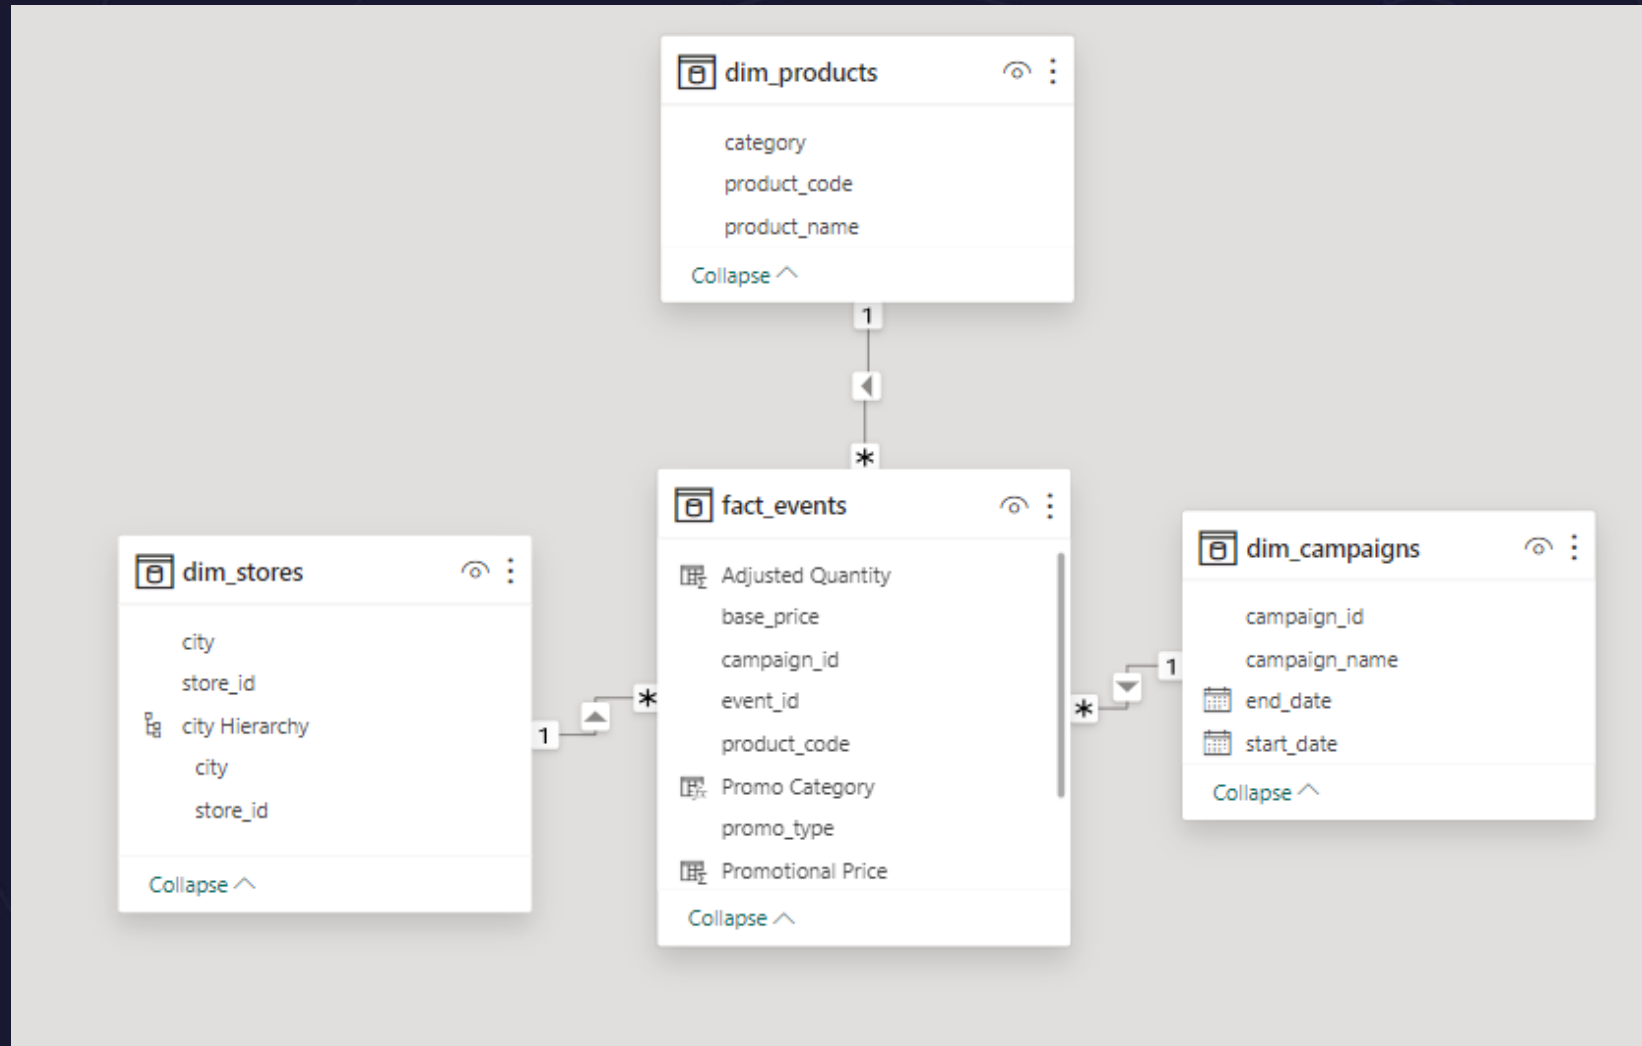 dim_products
category
product_code
product_name
Collapse
1
*
fact_events
Adjusted Quantity
base_price
campaign_id
event_id
product_code
Promo Category
promo_type
Promotional Price
Collapse
dim_stores
city
store_id
city Hierarchy
city
store_id
Collapse
1
*
dim_campaigns
campaign_id
campaign_name
end_date
start_date
Collapse
1
*